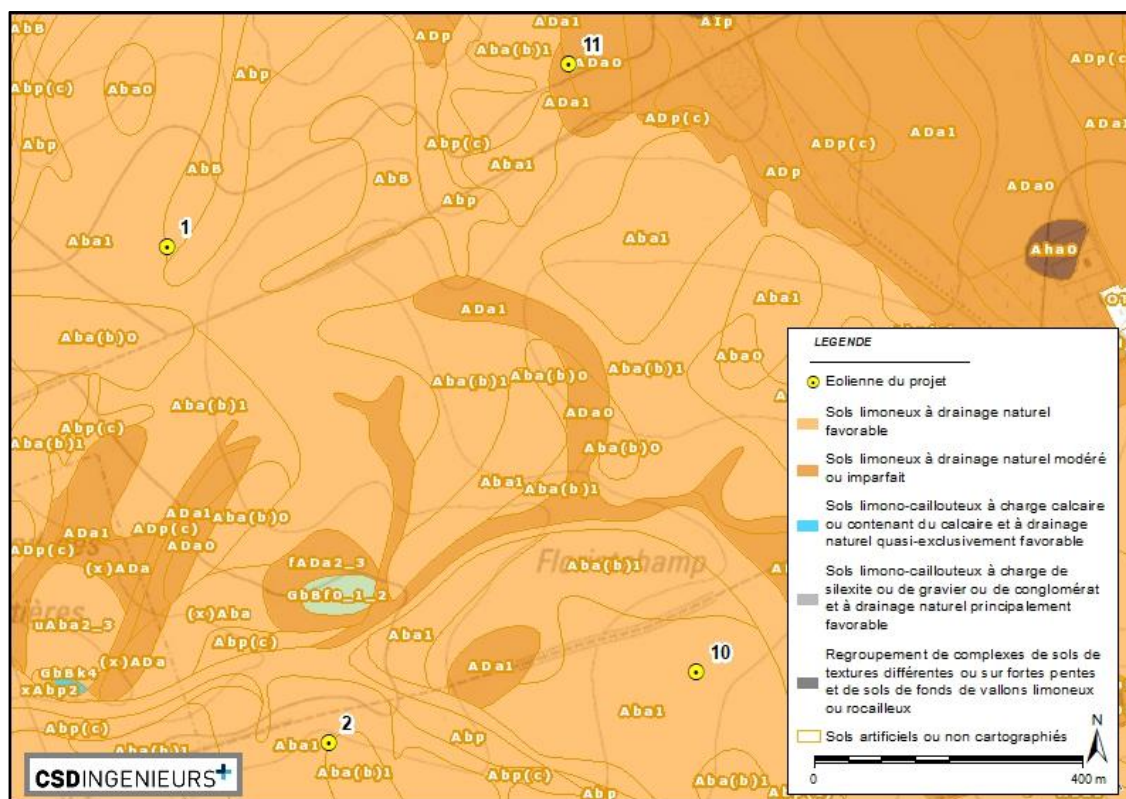 AbB
ADa1
AIp
ADp
Aba(b)1
11
ADa0
Abp
ADp(c)
Abp(c)
Aba0
ADa1
ADp(c)
ADa1
ADa1
Abp
Abp(c)
ADp(c)
Aba1
AbB
AbB
ADp
Abp
ADa0
1
Aba1
Aba1
Aha0
Aba1
ADa1
Aba(b)0
Aba0
Aba(b)1
Aba(b)0
Aba(b)1
Aba(b)1
ADa0
Abp(c)
Aba(b)1
Aba(b)0
Aba1
Aba(b)1
ADa1
Aba(b)0
ADp(c)
ADp(c)
ADa0
fADa2_3
Aba(b)1
(x)ADa
GbBf0_1_2
(x)Aba
uAba2_3
Abp(c)
Aba1
(x)ADa
ADa1
10
GbBk4
xAbp2
Aba1
2
Abp(c)
Aba1
Abp
Aba(b)1
Aba(b)1
Abp(c)
Aba(b)1
Abp
CSDINGENIEURS+
LEGENDE
Eolienne du projet
Sols limoneux à drainage naturel
favorable
Sols limoneux à drainage naturel modéré
ou imparfait
Sols limono-caillouteux à charge calcaire
ou contenant du calcaire et à drainage
naturel quasi-exclusivement favorable
Sols limono-caillouteux à charge de
silexite ou de gravier ou de conglomérat
et à drainage naturel principalement
favorable
Regroupement de complexes de sols de
textures différentes ou sur fortes pentes
et de sols de fonds de vallons limoneux
ou rocailleux
Sols artificiels ou non cartographiés
N
0
400 m